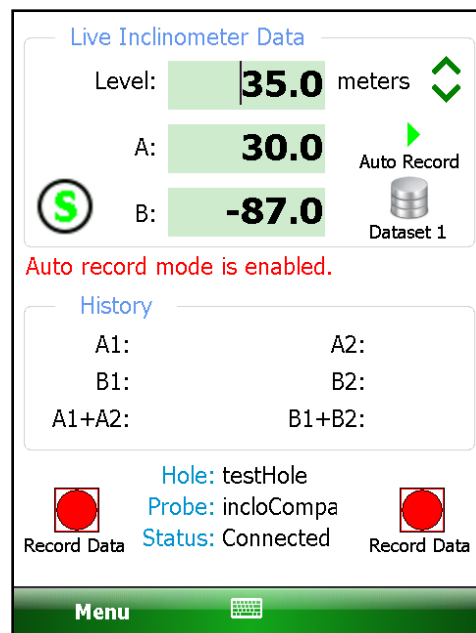 Live Inclinometer Data
Level: 35.0 meters
A: 30.0
Auto Record
S
B: -87.0
Dataset 1
Auto record mode is enabled.
History
A1: A2:
B1: B2:
A1+A2: B1+B2:
Hole: testHole
Probe: incloCompa
Status: Connected
Record Data Record Data
Menu